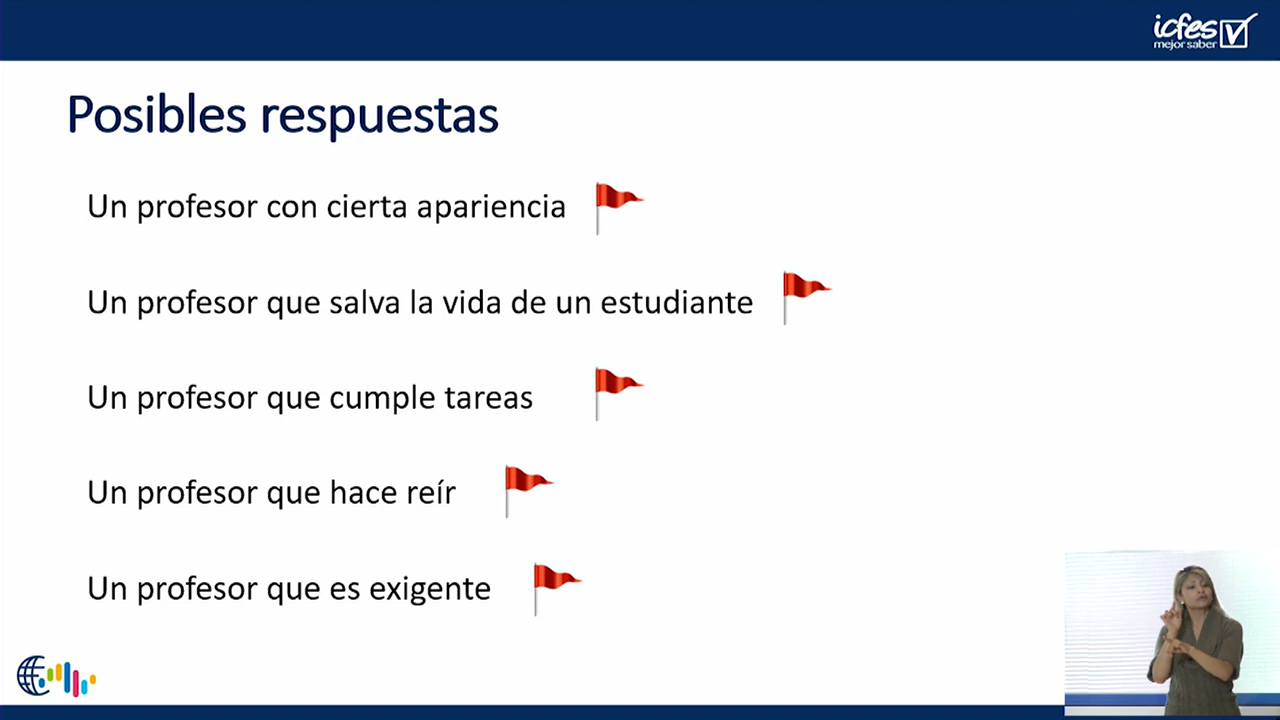 icfes
mejor saber
Posibles respuestas
Un profesor con cierta apariencia
Un profesor que salva la vida de un estudiante
Un profesor que cumple tareas
Un profesor que hace reír
Un profesor que es exigente